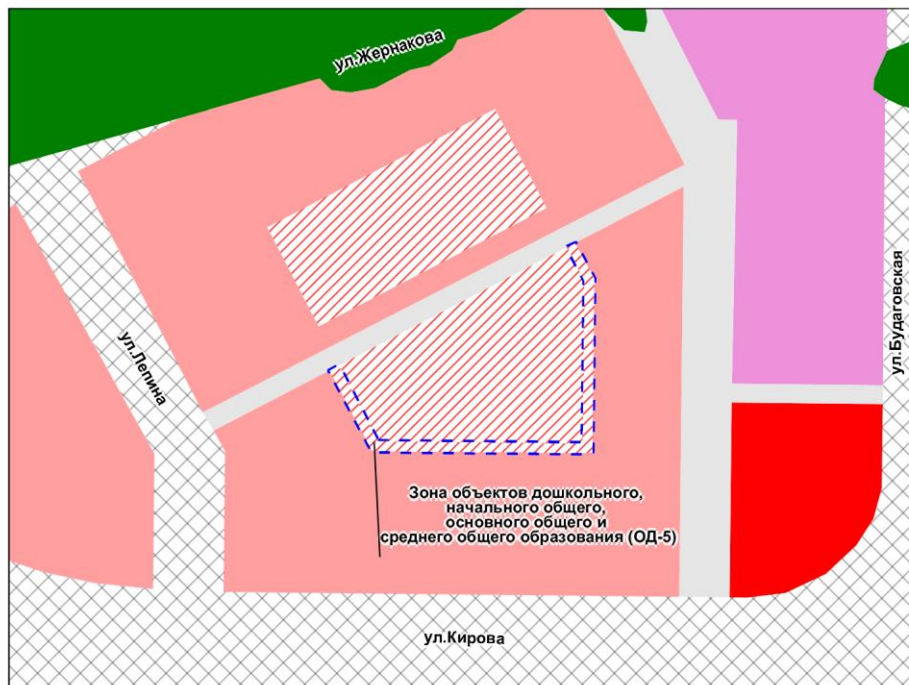 ул.Жернакова
ул.Лепина
ул.Будаговская
Зона объектов дошкольного,
начального общего,
основного общего и
среднего общего образования (ОД-5)
ул.Кирова